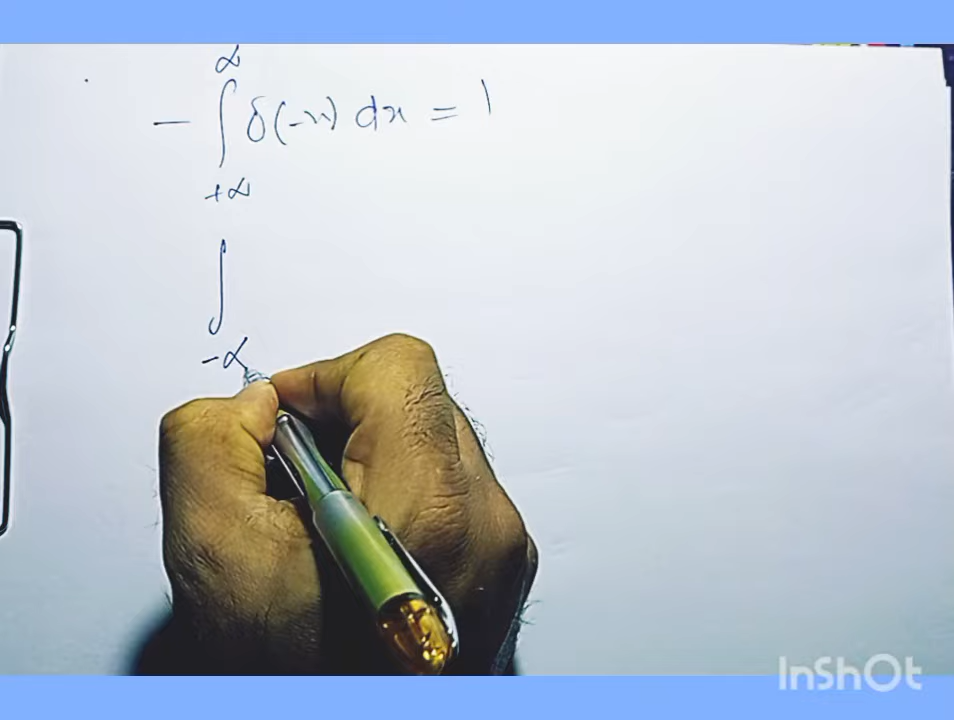 ∝
- ∫ δ(-x) dx = 1
+∝
∫
-∝
InShOt